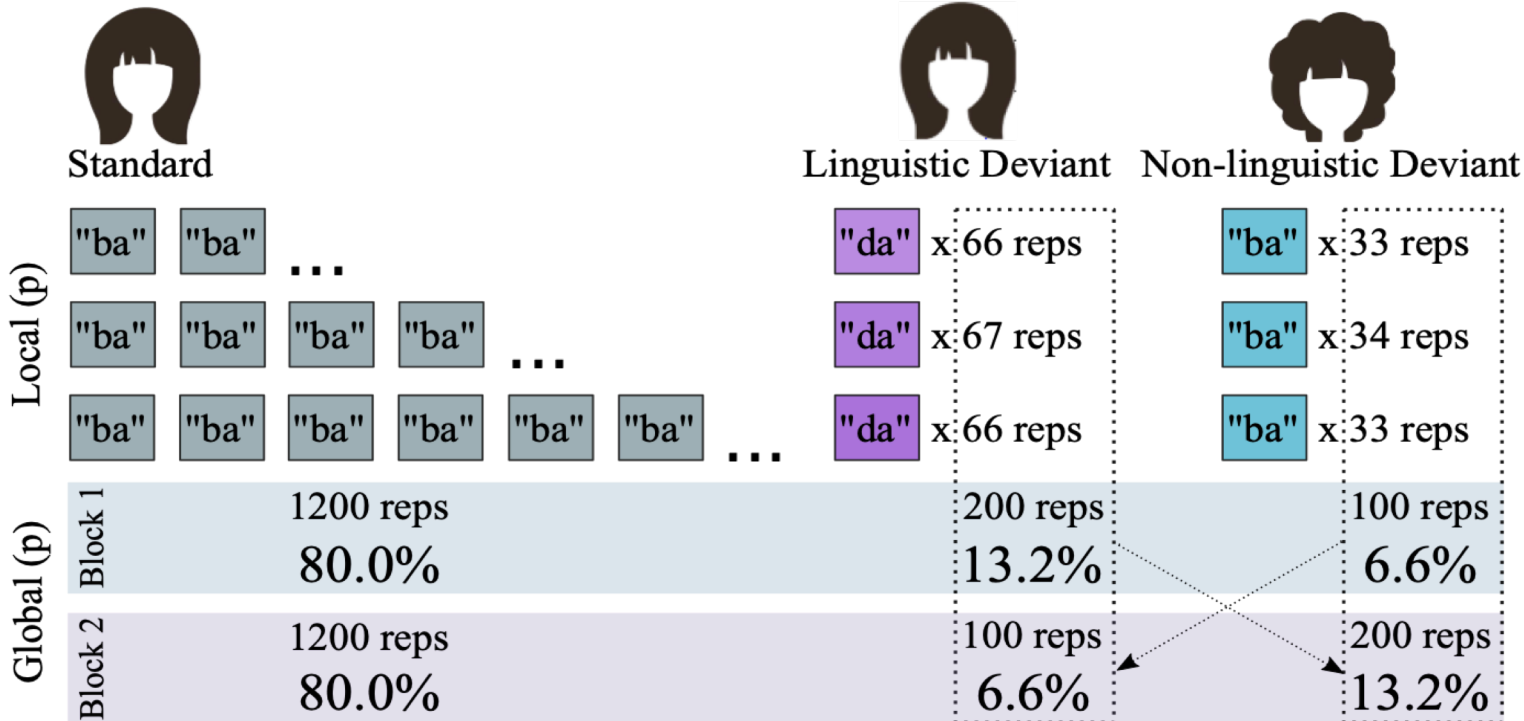 Standard Linguistic Deviant Non-linguistic Deviant
Local (p)
"ba" "ba" ... "da" x 66 reps "ba" x 33 reps
"ba" "ba" "ba" "ba" ... "da" x 67 reps "ba" x 34 reps
"ba" "ba" "ba" "ba" "ba" "ba" ... "da" x 66 reps "ba" x 33 reps
Global (p)
Block 1
1200 reps 200 reps 100 reps
80.0% 13.2% 6.6%
Block 2
1200 reps 100 reps 200 reps
80.0% 6.6% 13.2%